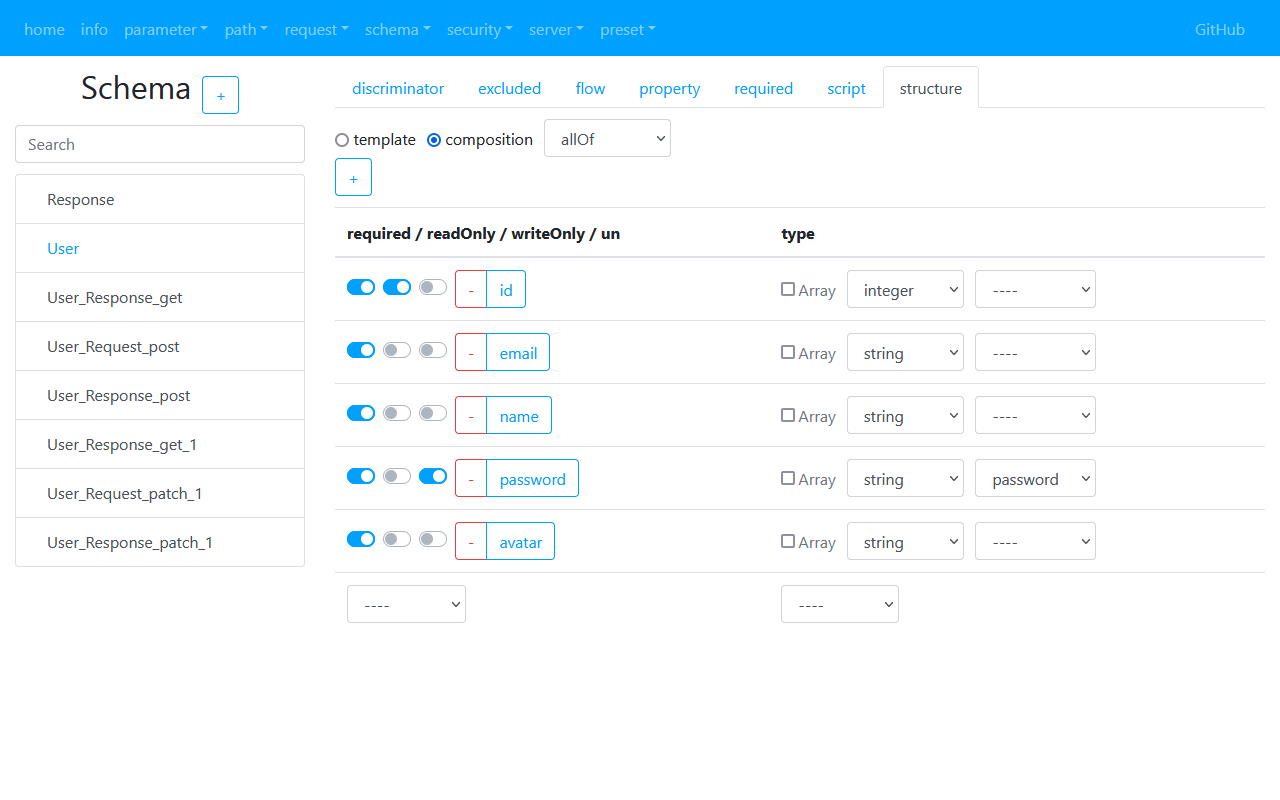 home info parameter path request schema security server preset GitHub
Schema +
discriminator excluded flow property required script structure
Search
template composition allOf
+
Response
User
User_Response_get
User_Request_post
User_Response_post
User_Response_get_1
User_Request_patch_1
User_Response_patch_1
required / readOnly / writeOnly / un type
- id Array integer ----
- email Array string ----
- name Array string ----
- password Array string password
- avatar Array string ----
---- ----